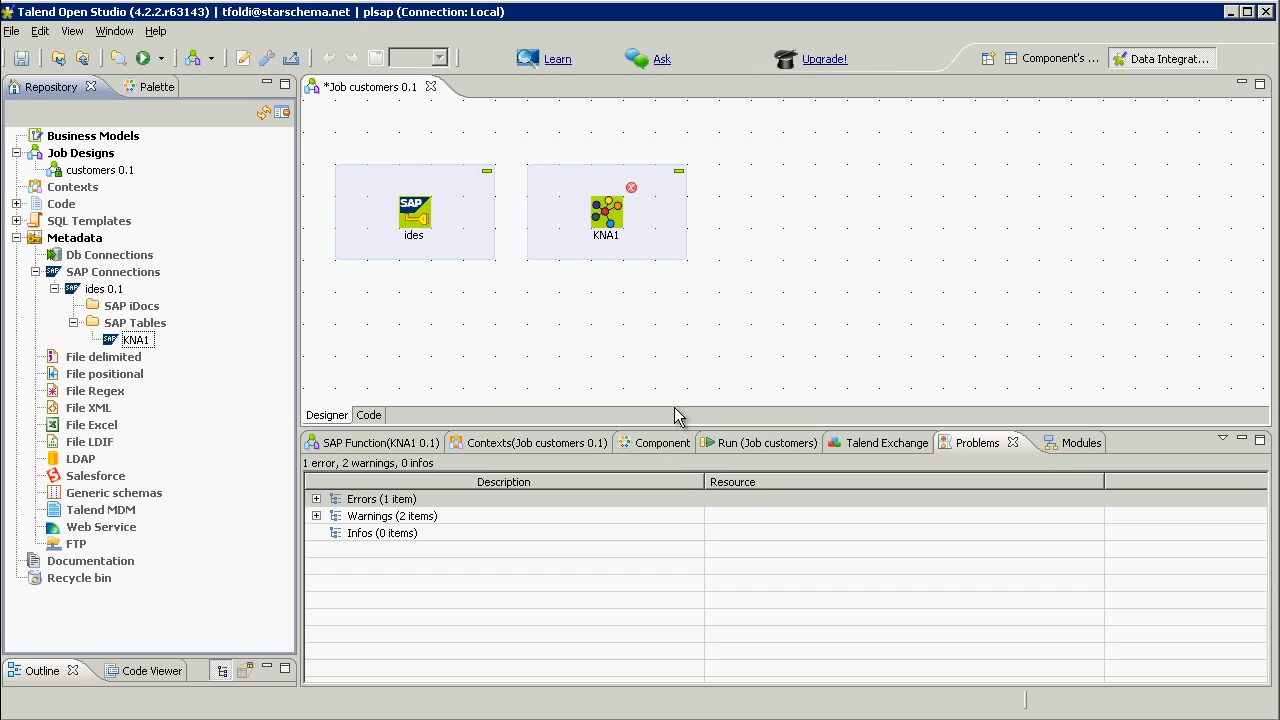 Talend Open Studio (4.2.2.r63143) | tfoldi@starschema.net | plsap (Connection: Local)
File Edit View Window Help
Learn Ask Upgrade! Component's ... Data Integrat...
Repository Palette
*Job customers 0.1
Business Models
Job Designs
customers 0.1
Contexts
Code
SQL Templates
Metadata
Db Connections
SAP Connections
ides 0.1
SAP iDocs
SAP Tables
KNA1
File delimited
File positional
File Regex
File XML
File Excel
File LDIF
LDAP
Salesforce
Generic schemas
Talend MDM
Web Service
FTP
Documentation
Recycle bin
Outline Code Viewer
SAP
ides
KNA1
Designer Code
SAP Function(KNA1 0.1) Contexts(Job customers 0.1) Component Run (Job customers) Talend Exchange Problems Modules
1 error, 2 warnings, 0 infos
Description Resource
Errors (1 item)
Warnings (2 items)
Infos (0 items)